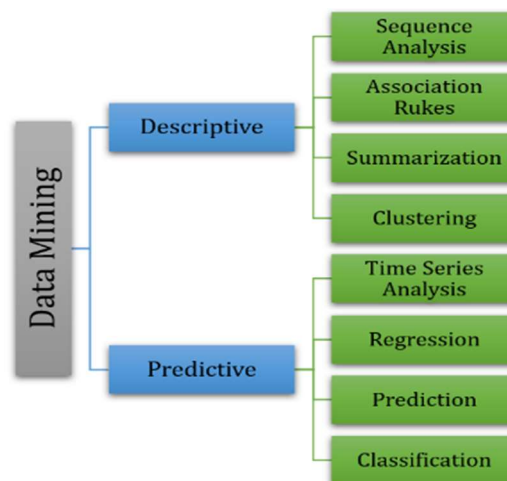 Data Mining
Descriptive
Sequence
Analysis
Association
Rukes
Summarization
Clustering
Predictive
Time Series
Analysis
Regression
Prediction
Classification